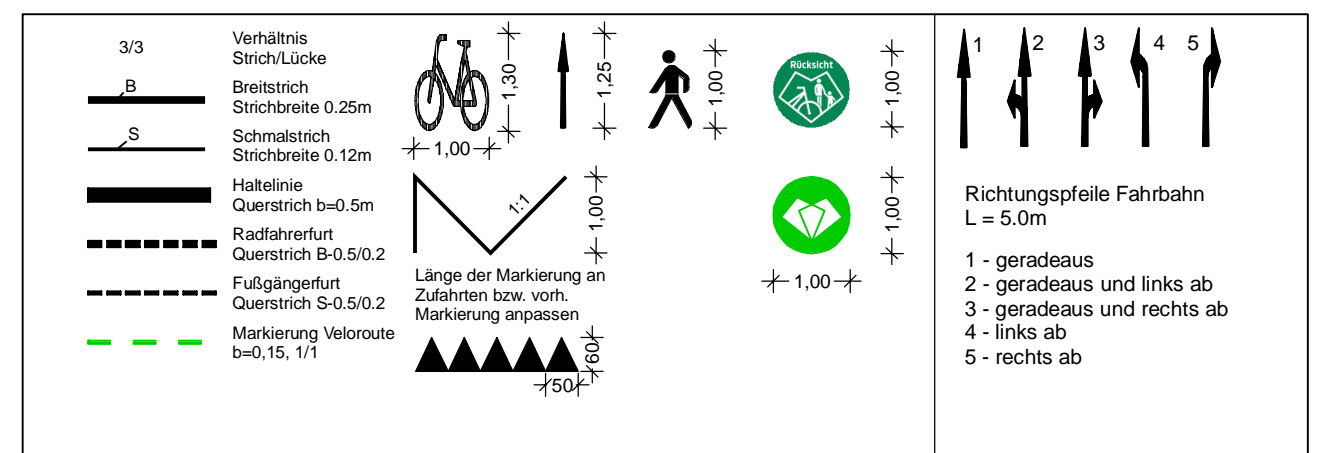 3/3
Verhältnis
Strich/Lücke
B
Breitstrich
Strichbreite 0.25m
S
Schmalstrich
Strichbreite 0.12m
Haltelinie
Querstrich b=0.5m
Radfahrerfurt
Querstrich B-0.5/0.2
Fußgängerfurt
Querstrich S-0.5/0.2
Markierung Veloroute
b=0,15, 1/1
1,30
1,00
1,25
1,00
Rücksicht
1,00
1:1
1,00
Länge der Markierung an
Zufahrten bzw. vorh.
Markierung anpassen
60
50
1,00
1,00
1
2
3
4
5
Richtungspfeile Fahrbahn
L = 5.0m
1 - geradeaus
2 - geradeaus und links ab
3 - geradeaus und rechts ab
4 - links ab
5 - rechts ab